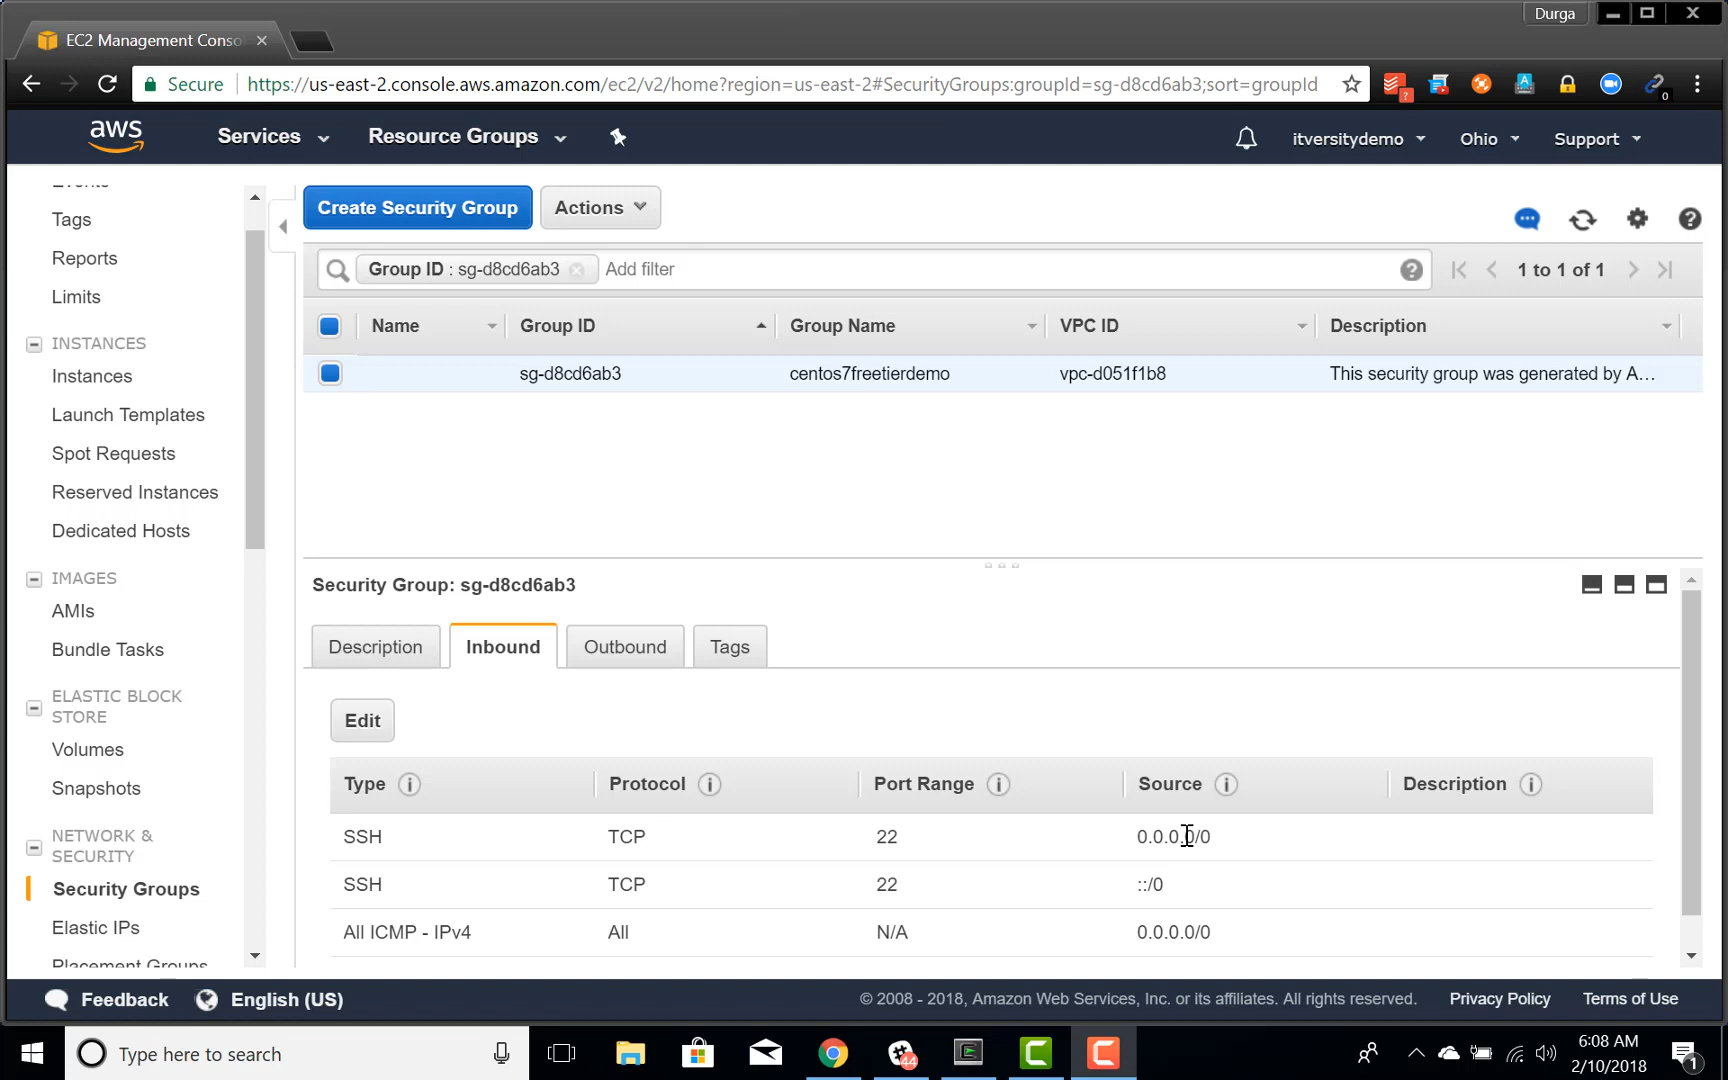 Durga
EC2 Management Conso
Secure
https://us-east-2.console.aws.amazon.com/ec2/v2/home?region=us-east-2#SecurityGroups:groupId=sg-d8cd6ab3;sort=groupId
?
0
aws
Services
Resource Groups
itversitydemo
Ohio
Support
Events
Tags
Reports
Limits
INSTANCES
Instances
Launch Templates
Spot Requests
Reserved Instances
Dedicated Hosts
IMAGES
AMIs
Bundle Tasks
ELASTIC BLOCK
STORE
Volumes
Snapshots
NETWORK &
SECURITY
Security Groups
Elastic IPs
Placement Groups
Create Security Group
Actions
Group ID : sg-d8cd6ab3
Add filter
1 to 1 of 1
Name Group ID Group Name VPC ID Description
sg-d8cd6ab3 centos7freetierdemo vpc-d051f1b8 This security group was generated by A...
Security Group: sg-d8cd6ab3
Description Inbound Outbound Tags
Edit
Type Protocol Port Range Source Description
SSH TCP 22 0.0.0.0/0
SSH TCP 22 ::/0
All ICMP - IPv4 All N/A 0.0.0.0/0
Feedback
English (US)
© 2008 - 2018, Amazon Web Services, Inc. or its affiliates. All rights reserved.
Privacy Policy
Terms of Use
Type here to search
44
6:08 AM
2/10/2018
1